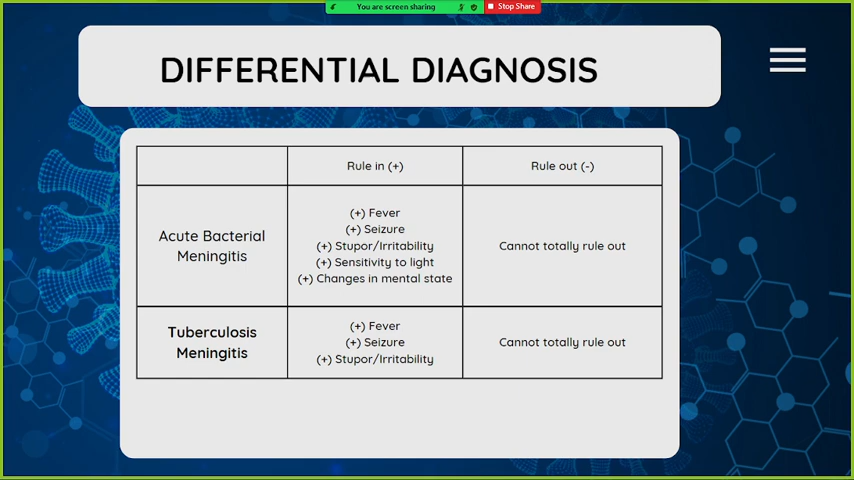 You are screen sharing
Stop Share
DIFFERENTIAL DIAGNOSIS
Rule in (+)
Rule out (-)
Acute Bacterial
Meningitis
(+) Fever
(+) Seizure
(+) Stupor/Irritability
(+) Sensitivity to light
(+) Changes in mental state
Cannot totally rule out
Tuberculosis
Meningitis
(+) Fever
(+) Seizure
(+) Stupor/Irritability
Cannot totally rule out